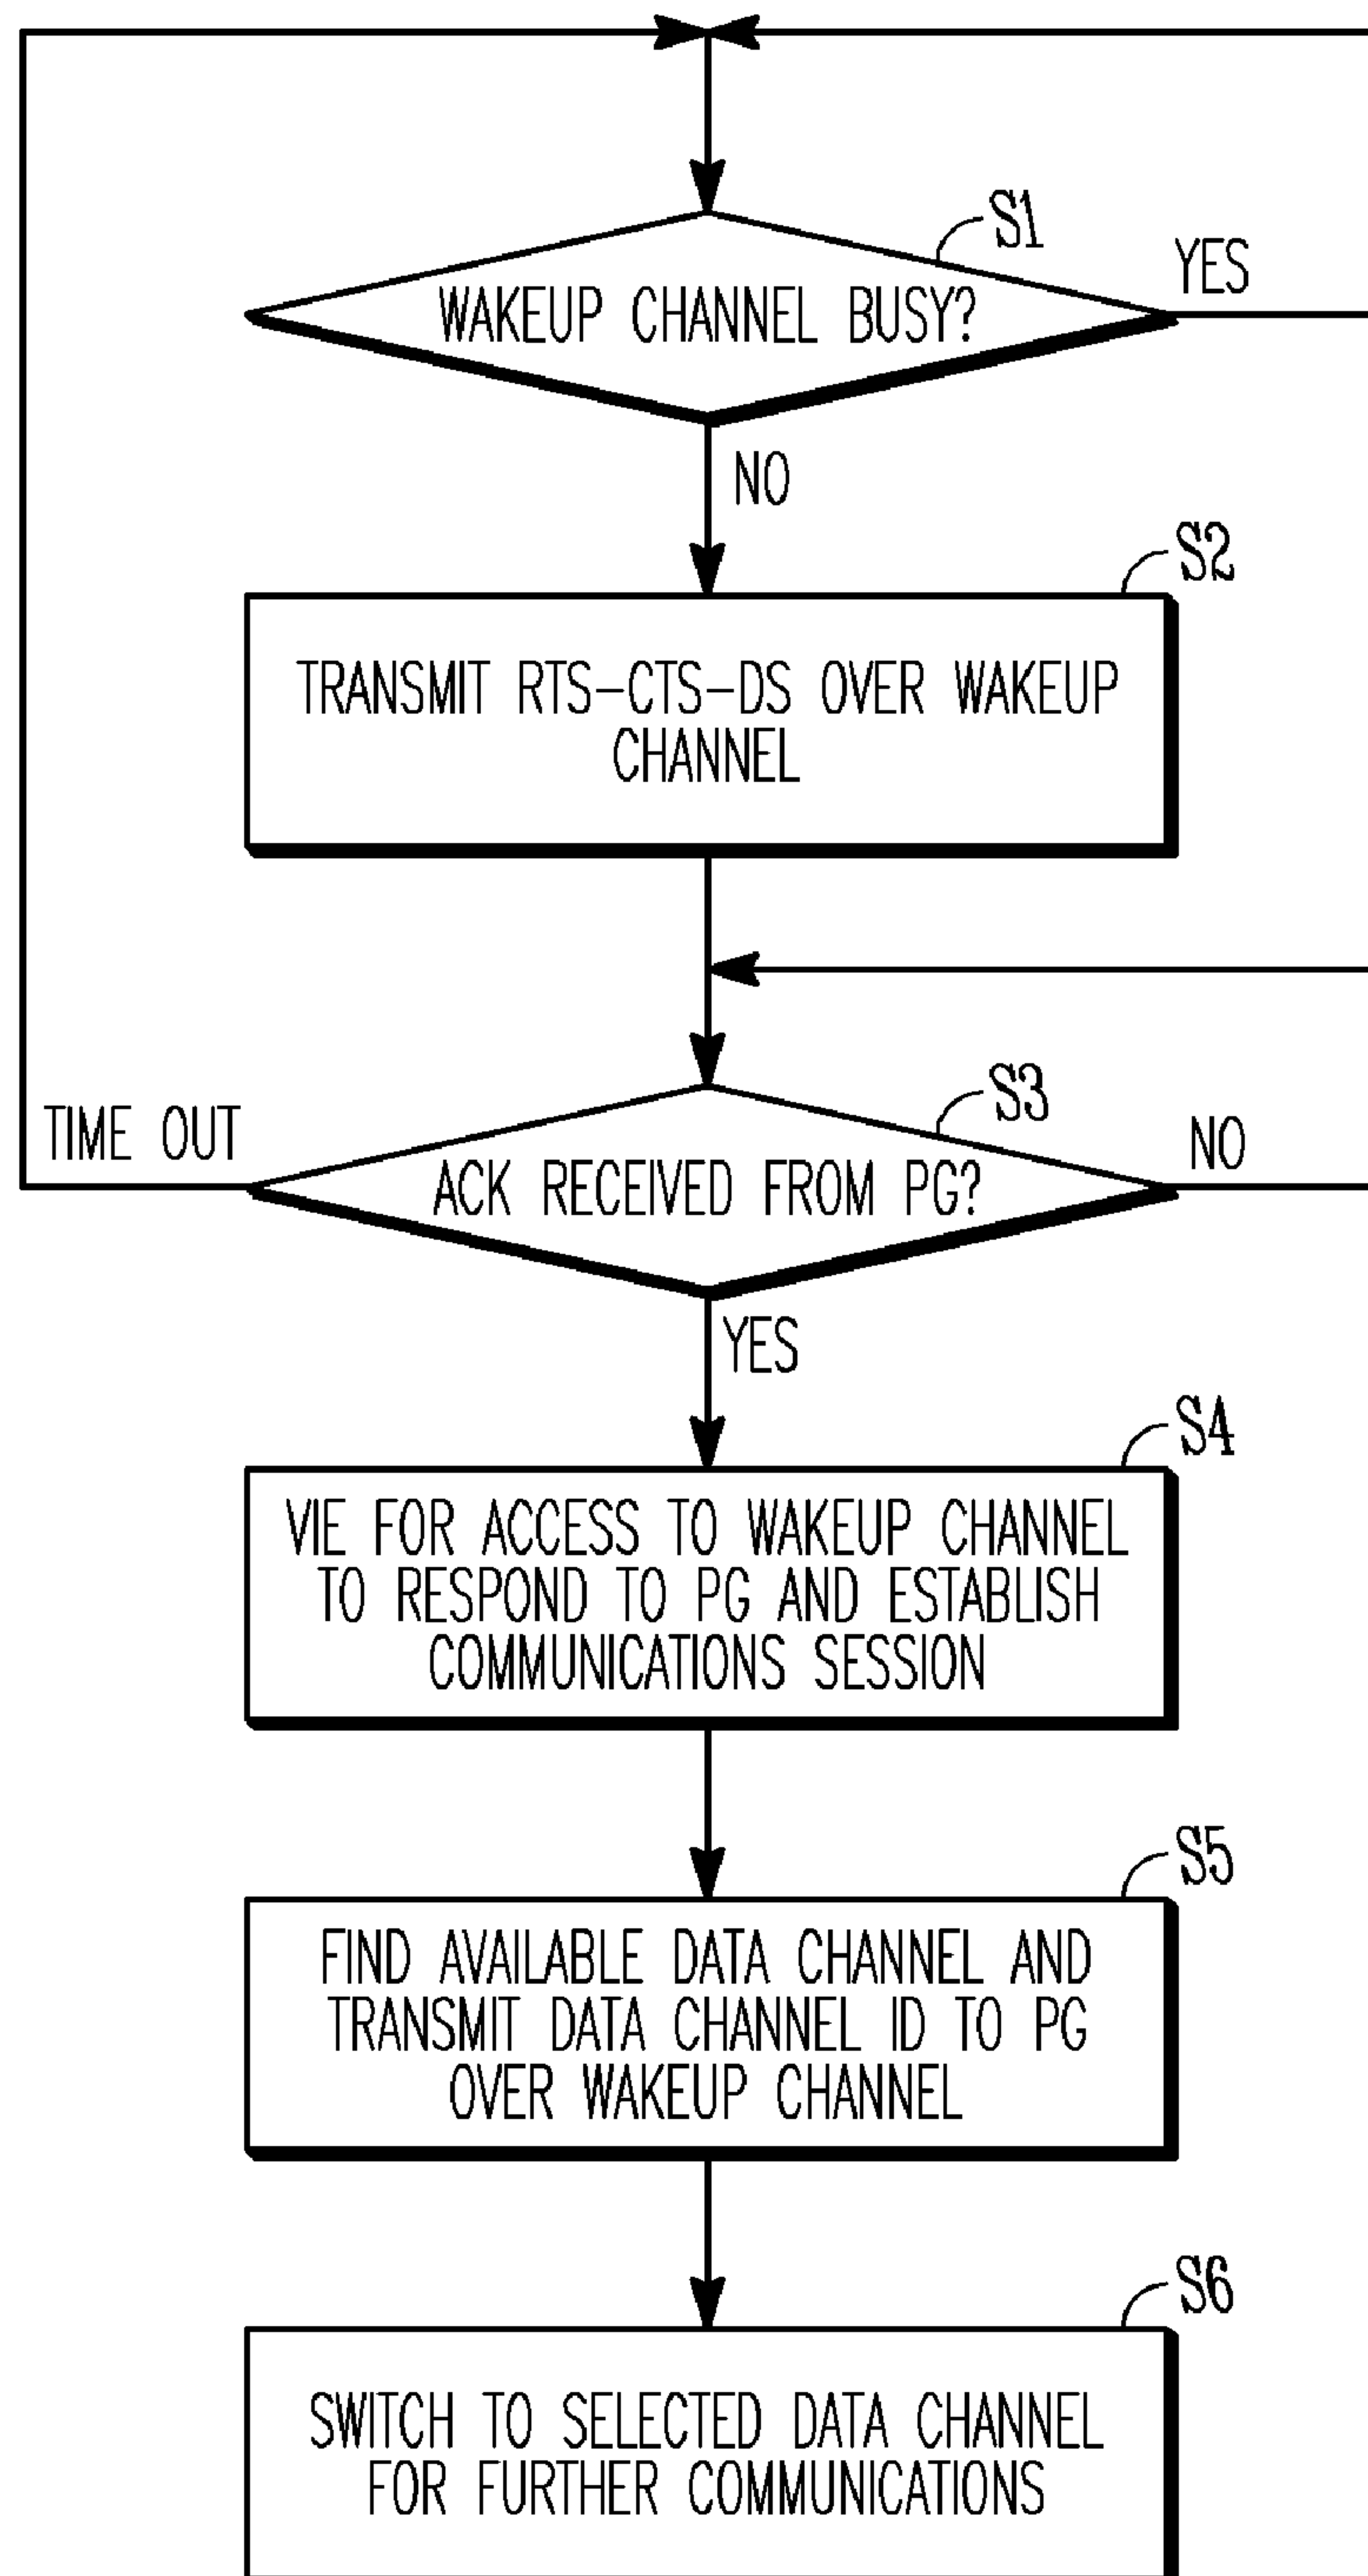 S1
WAKEUP CHANNEL BUSY?
YES
NO
S2
TRANSMIT RTS-CTS-DS OVER WAKEUP
CHANNEL
S3
TIME OUT
ACK RECEIVED FROM PG?
NO
YES
S4
VIE FOR ACCESS TO WAKEUP CHANNEL
TO RESPOND TO PG AND ESTABLISH
COMMUNICATIONS SESSION
S5
FIND AVAILABLE DATA CHANNEL AND
TRANSMIT DATA CHANNEL ID TO PG
OVER WAKEUP CHANNEL
S6
SWITCH TO SELECTED DATA CHANNEL
FOR FURTHER COMMUNICATIONS